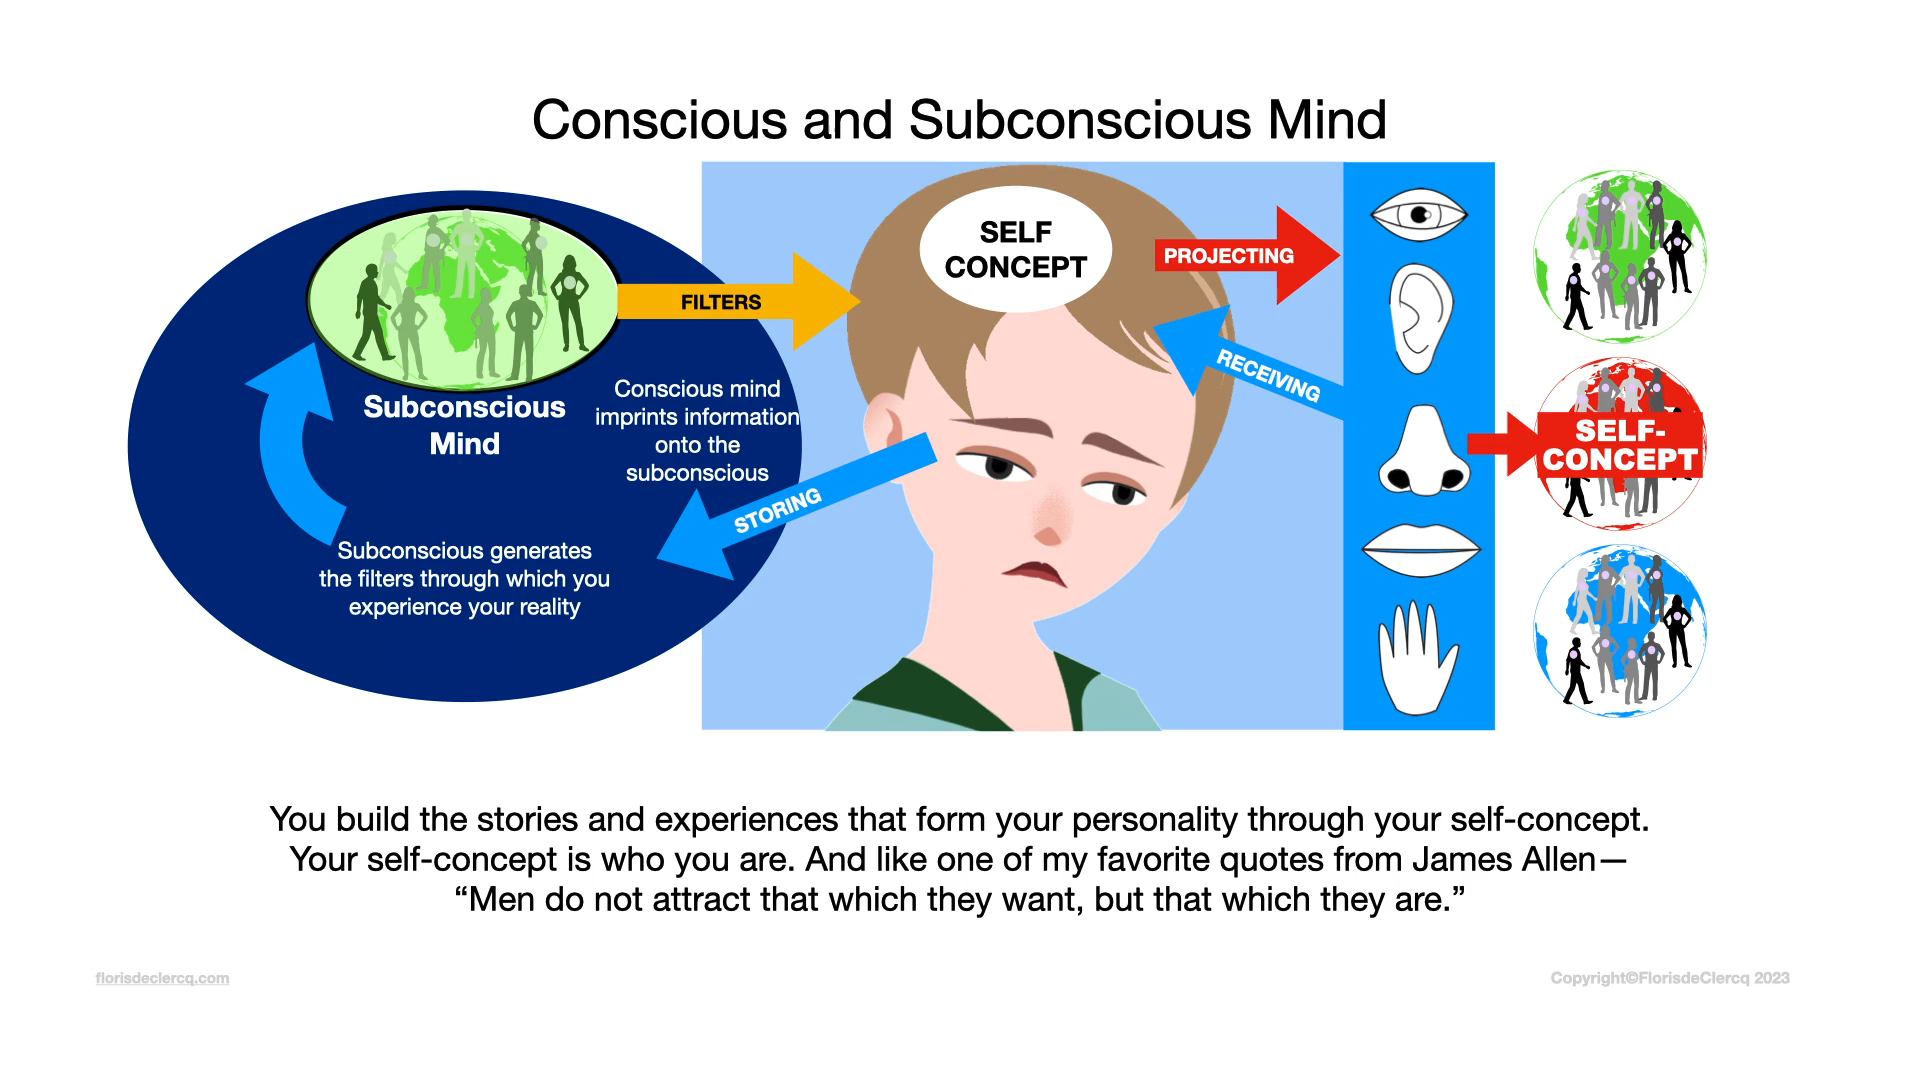 Conscious and Subconscious Mind
SELF
CONCEPT
PROJECTING
FILTERS
RECEIVING
Subconscious
Mind
Conscious mind
imprints information
onto the
subconscious
STORING
SELF-
CONCEPT
Subconscious generates
the filters through which you
experience your reality
You build the stories and experiences that form your personality through your self-concept.
Your self-concept is who you are. And like one of my favorite quotes from James Allen—
“Men do not attract that which they want, but that which they are.”
florisdeclercq.com
Copyright©FlorisdeClercq 2023